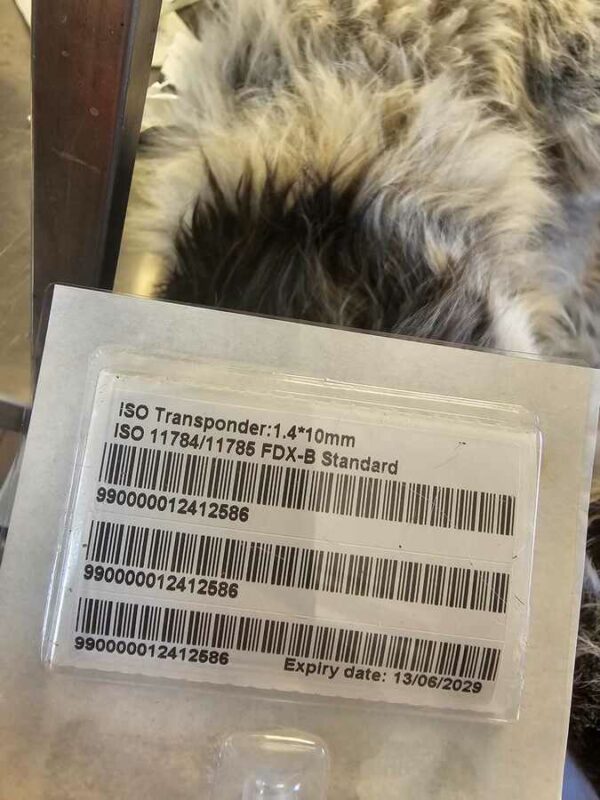 ISO Transponder:1.4*10mm
ISO 11784/11785 FDX-B Standard
990000012412586
990000012412586
990000012412586
Expiry date: 13/06/2029